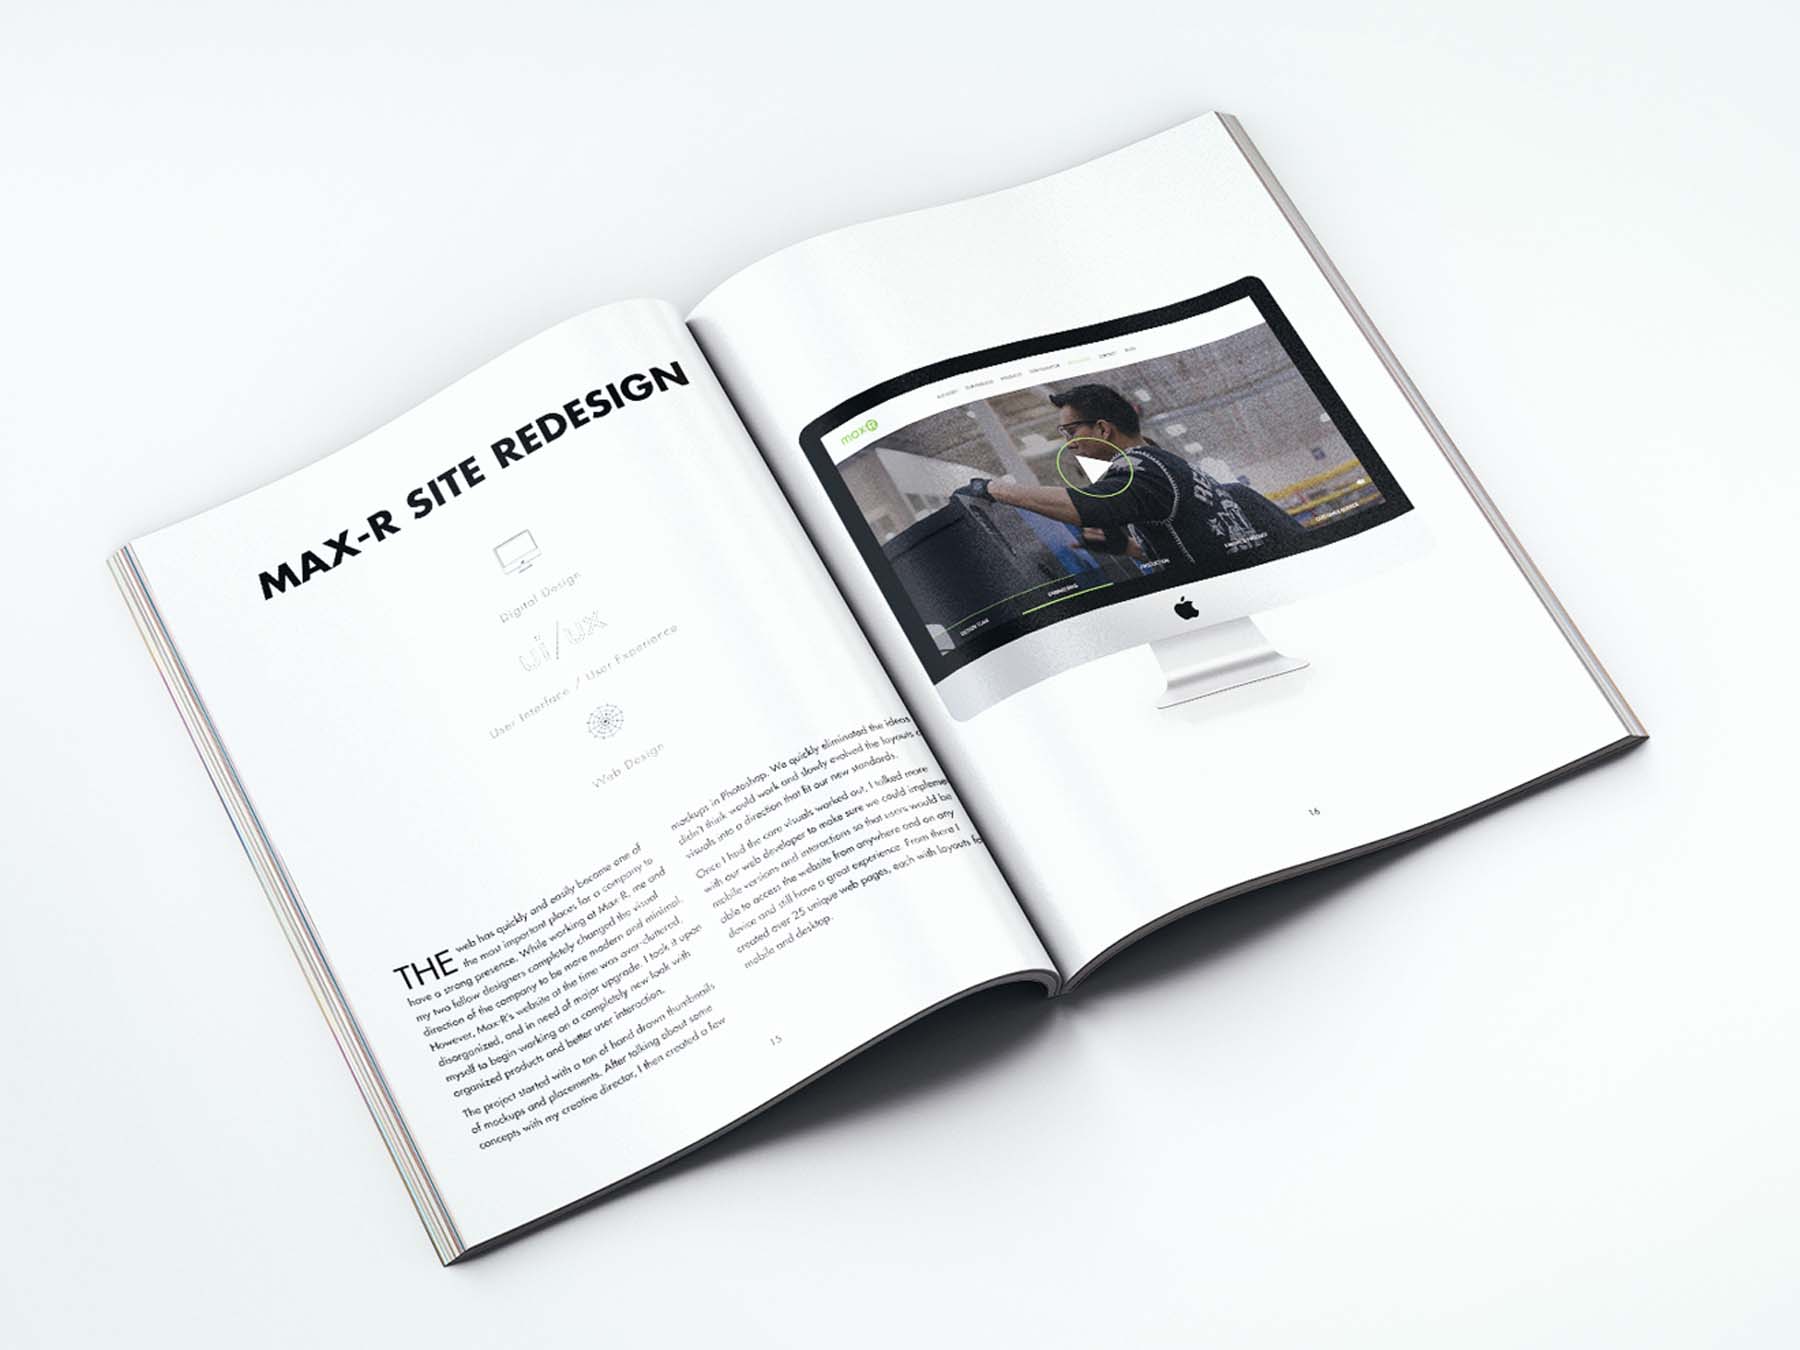 MAX-R SITE REDESIGN
Digital Design
ui/ux
User Interface / User Experience
Web Design
THE web has quickly and easily become one of
the most important places for a company to
have a strong presence. While working at Max-R, me and
my two fellow designers completely changed the visual
direction of the company to be more modern and minimal.
However, Max-R's website at the time was over-cluttered,
disorganized, and in need of major upgrade. I took it upon
myself to begin working on a completely new look with
organized products and better user interaction.
The project started with a ton of hand drawn thumbnails
of mockups and placements. After talking about some
concepts with my creative director, I then created a few
mockups in Photoshop. We quickly eliminated the ideas
didn't think would work and slowly evolved the layouts
visuals into a direction that fit our new standards.
Once I had the core visuals worked out, I talked more
with our web developer to make sure we could impleme
mobile versions and interactions so that users would be
able to access the website from anywhere and on any
device and still have a great experience. From there I
created over 25 unique web pages, each with layouts fo
mobile and desktop.
15
maxR
DESIGN TEAM
ENGINEERING
PRODUCTION
CUSTOMER SERVICE
16